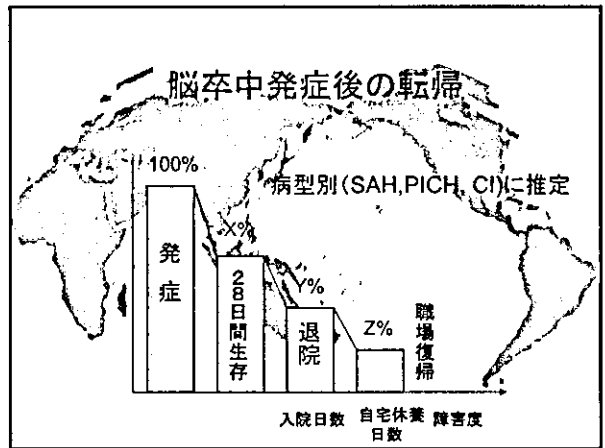 脳卒中発症後の転帰
100%
病型別(SAH,PICH, CI)に推定
X%
発症
28日間生存
Y%
退院
Z%
職場復帰
入院日数
自宅休養
日数
障害度